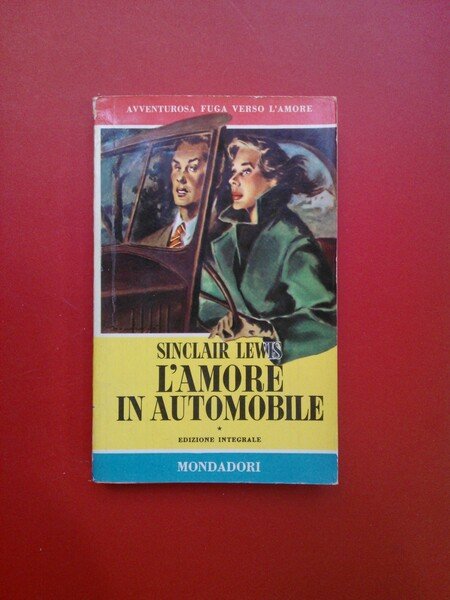 AVVENTUROSA FUGA VERSO L'AMORE
SINCLAIR LEWIS
L'AMORE
IN AUTOMOBILE
*
EDIZIONE INTEGRALE
MONDADORI